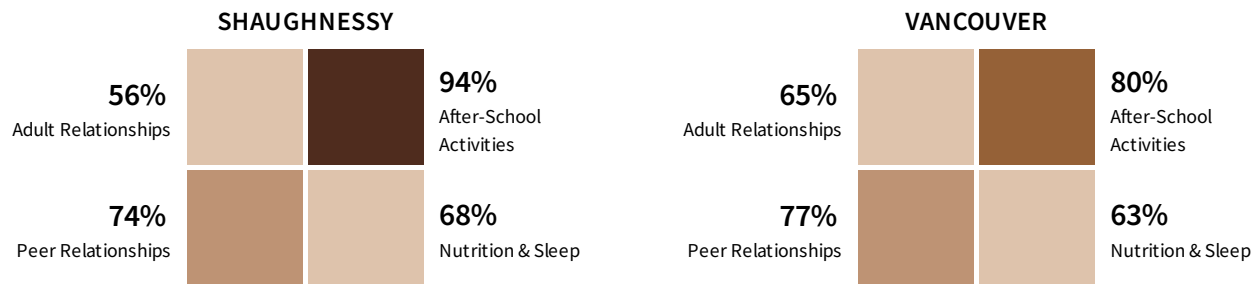 SHAUGHNESSY
56%
Adult Relationships
94%
After-School
Activities
74%
Peer Relationships
68%
Nutrition & Sleep
VANCOUVER
65%
Adult Relationships
80%
After-School
Activities
77%
Peer Relationships
63%
Nutrition & Sleep